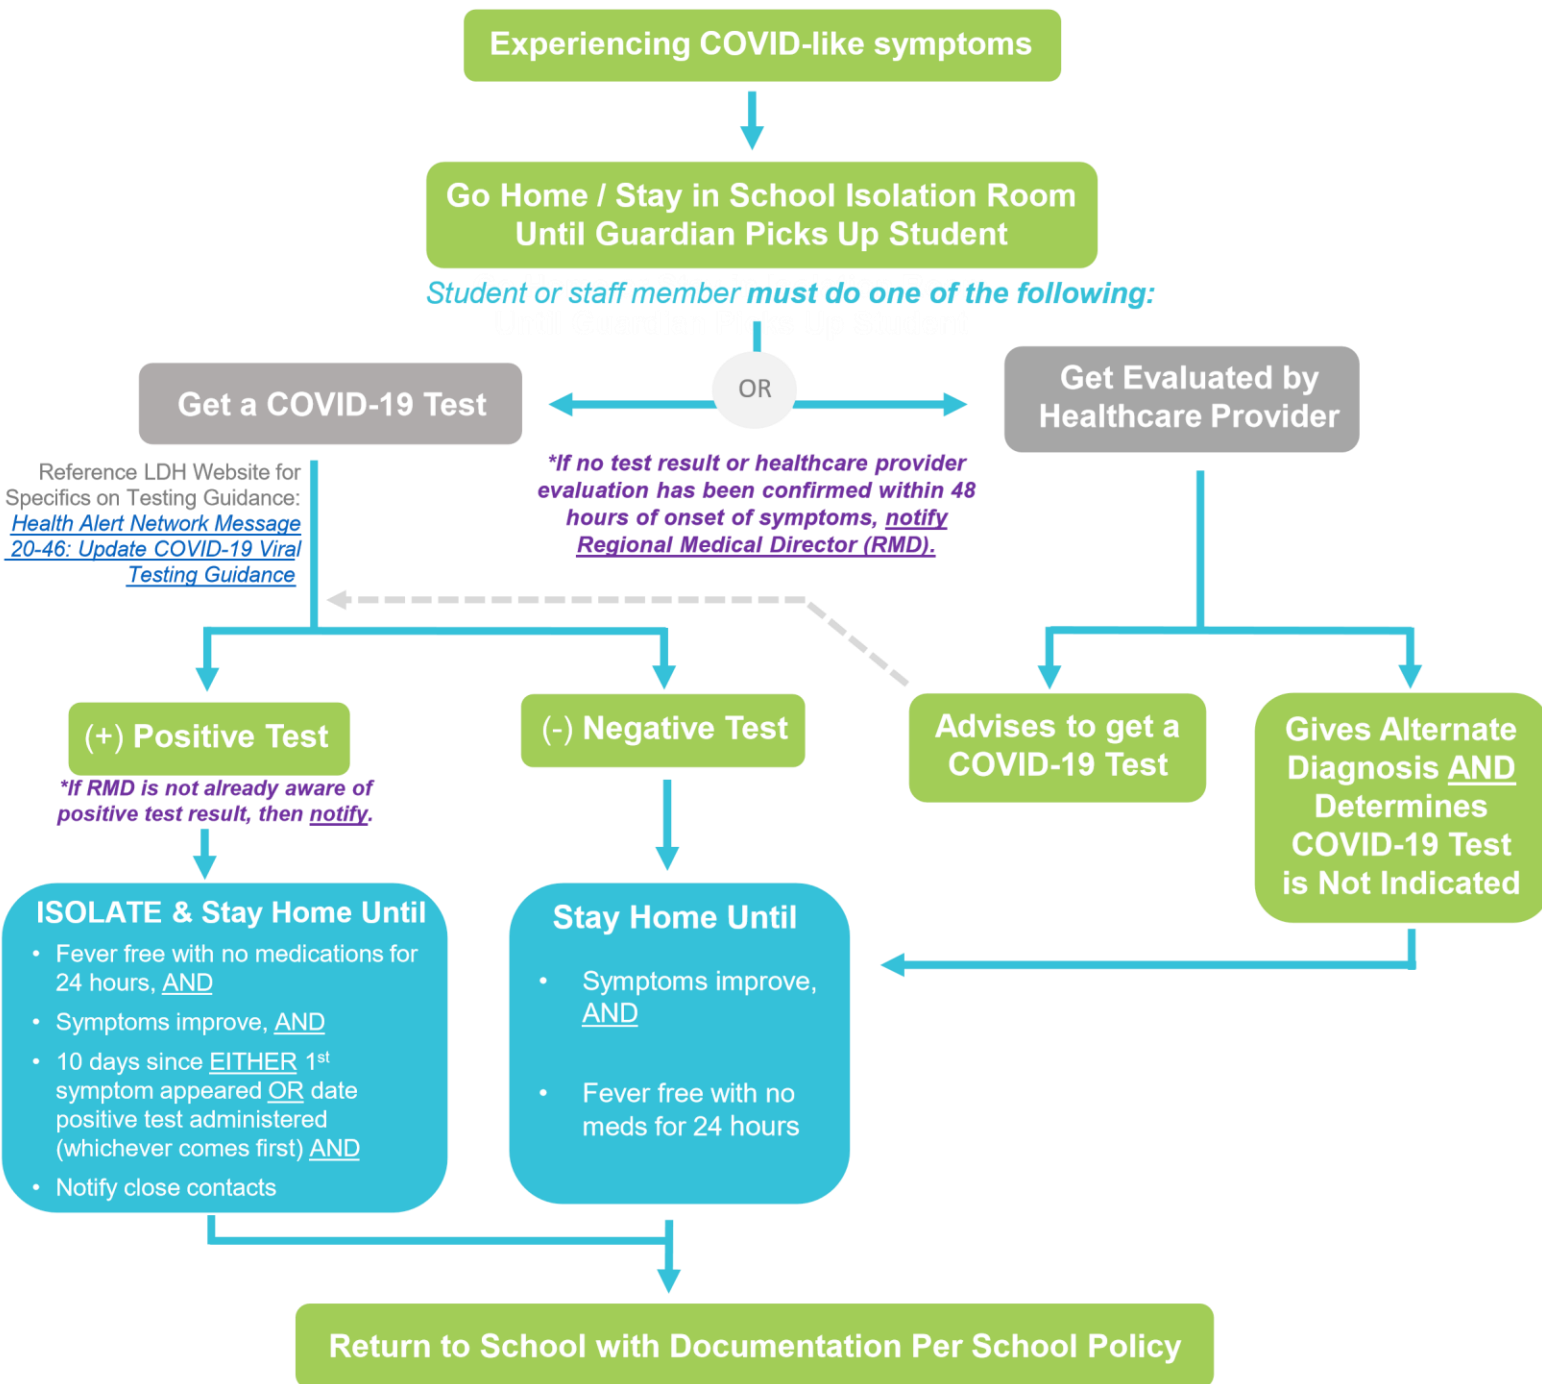 Experiencing COVID-like symptoms
Go Home / Stay in School Isolation Room
Until Guardian Picks Up Student
Student or staff member must do one of the following:
Get a COVID-19 Test
OR
Get Evaluated by
Healthcare Provider
Reference LDH Website for
Specifics on Testing Guidance:
Health Alert Network Message
20-46: Update COVID-19 Viral
Testing Guidance
*If no test result or healthcare provider
evaluation has been confirmed within 48
hours of onset of symptoms, notify
Regional Medical Director (RMD).
(+) Positive Test
*If RMD is not already aware of
positive test result, then notify.
(-) Negative Test
Advises to get a
COVID-19 Test
Gives Alternate
Diagnosis AND
Determines
COVID-19 Test
is Not Indicated
ISOLATE & Stay Home Until
• Fever free with no medications for
24 hours, AND
• Symptoms improve, AND
• 10 days since EITHER 1st
symptom appeared OR date
positive test administered
(whichever comes first) AND
• Notify close contacts
Stay Home Until
• Symptoms improve,
AND
• Fever free with no
meds for 24 hours
Return to School with Documentation Per School Policy